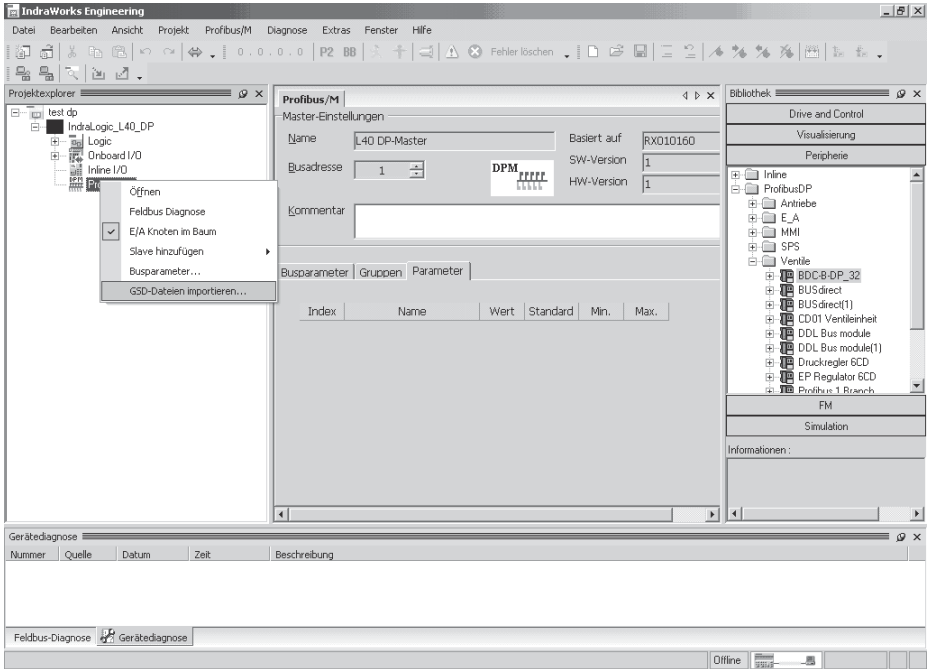 IndraWorks Engineering
Datei Bearbeiten Ansicht Projekt Profibus/M Diagnose Extras Fenster Hilfe
0 . 0 . 0 . 0 P2 BB Fehler löschen
Projektexplorer
test dp
IndraLogic_L40_DP
Logic
Onboard I/O
Inline I/O
Öffnen
Feldbus Diagnose
E/A Knoten im Baum
Slave hinzufügen
Busparameter...
GSD-Dateien importieren...
Profibus/M
Master-Einstellungen
Name L40 DP-Master Basiert auf RX010160
Busadresse 1 DPM SW-Version 1
HW-Version 1
Kommentar
Busparameter Gruppen Parameter
Index Name Wert Standard Min. Max.
Bibliothek
Drive and Control
Visualisierung
Peripherie
Inline
ProfibusDP
Antriebe
E_A
MMI
SPS
Ventile
BDC-B-DP_32
BUSdirect
BUSdirect(1)
CD01 Ventileinheit
DDL Bus module
DDL Bus module(1)
Druckregler 6CD
EP Regulator 6CD
Profibus 1 Branch
FM
Simulation
Informationen :
Gerätediagnose
Nummer Quelle Datum Zeit Beschreibung
Feldbus-Diagnose Gerätediagnose
Offline